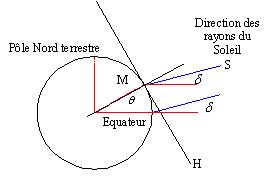 Direction des
rayons du
Soleil
Pôle Nord terrestre
S
M
δ
θ
δ
Equateur
H